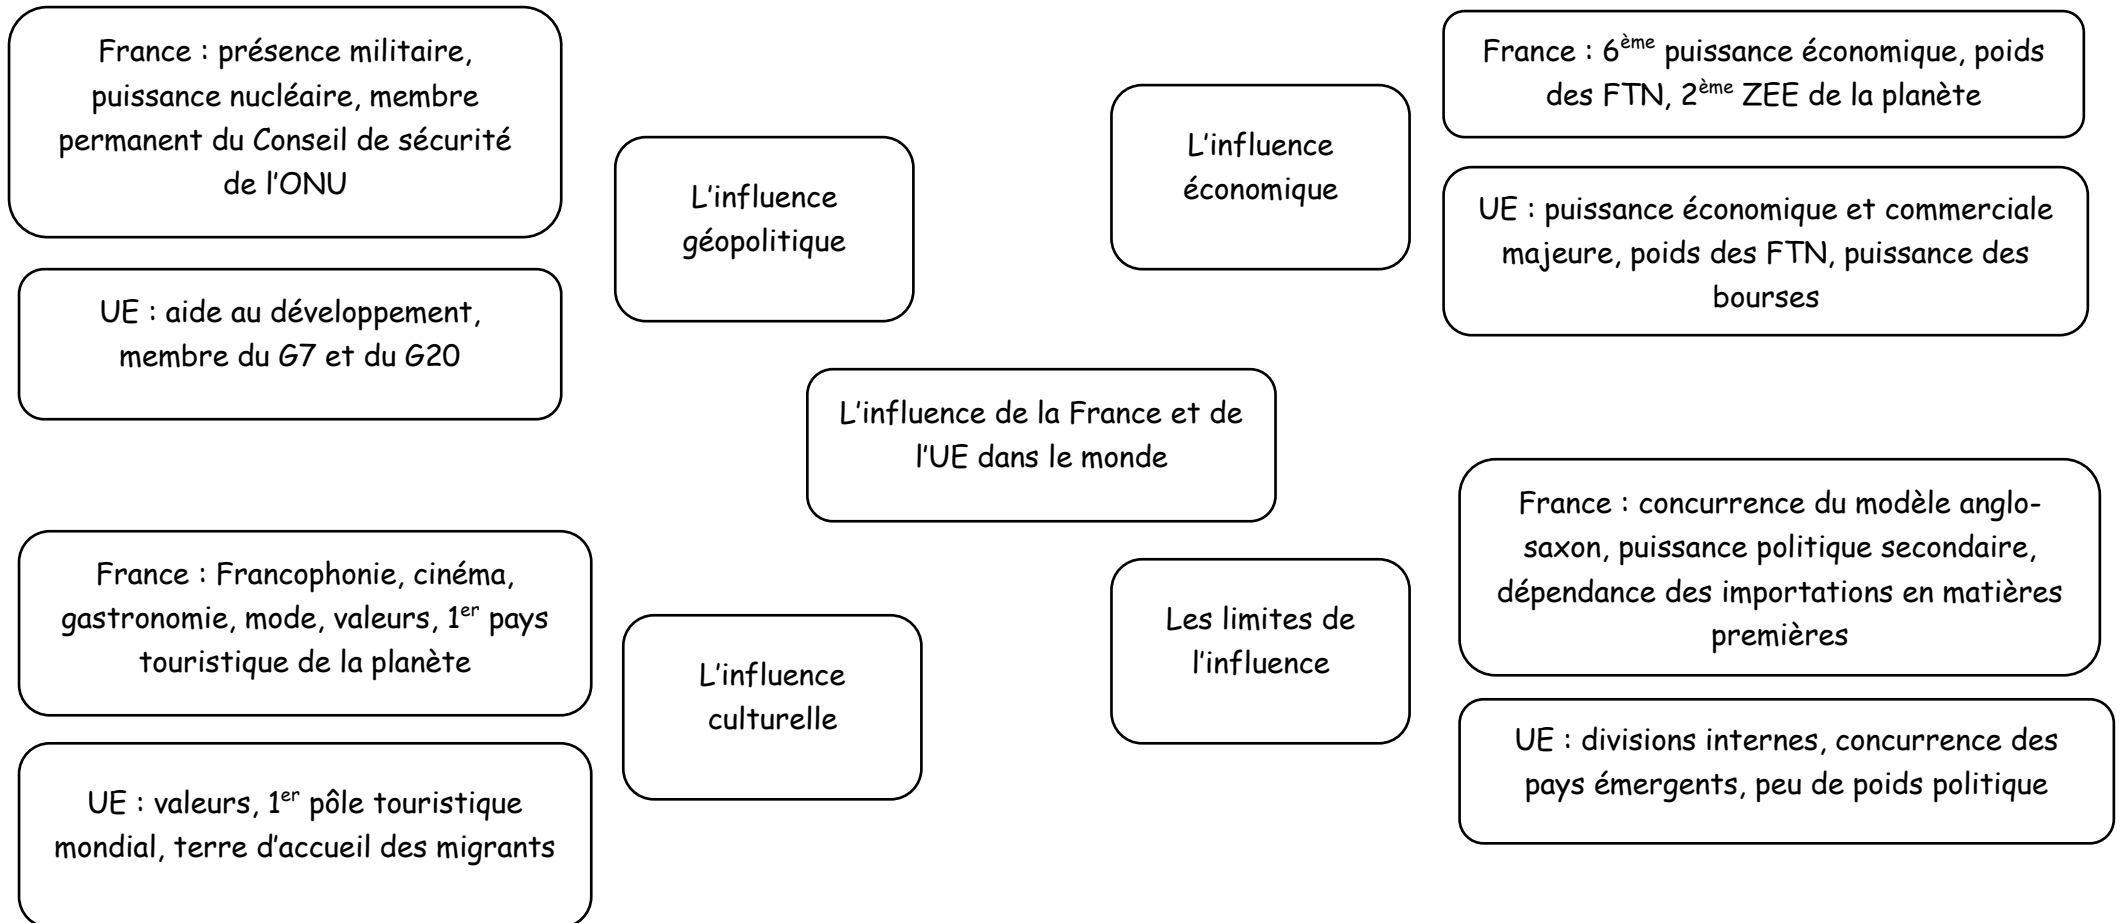 France : présence militaire,
puissance nucléaire, membre
permanent du Conseil de sécurité
de l'ONU
UE : aide au développement,
membre du G7 et du G20
L'influence
géopolitique
L'influence
économique
France : 6ème puissance économique, poids
des FTN, 2ème ZEE de la planète
UE : puissance économique et commerciale
majeure, poids des FTN, puissance des
bourses
L'influence de la France et de
l'UE dans le monde
France : Francophonie, cinéma,
gastronomie, mode, valeurs, 1er pays
touristique de la planète
UE : valeurs, 1er pôle touristique
mondial, terre d'accueil des migrants
L'influence
culturelle
Les limites de
l'influence
France : concurrence du modèle anglo-
saxon, puissance politique secondaire,
dépendance des importations en matières
premières
UE : divisions internes, concurrence des
pays émergents, peu de poids politique